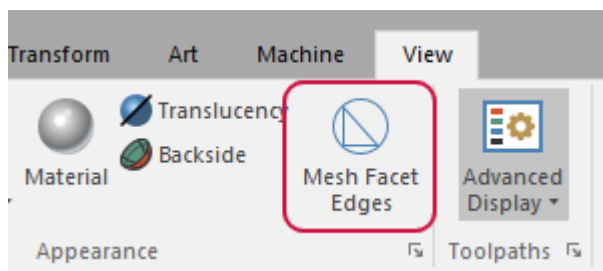 Transform Art Machine View
Translucency
Backside
Material
Mesh Facet
Edges
Advanced
Display
Appearance
Toolpaths